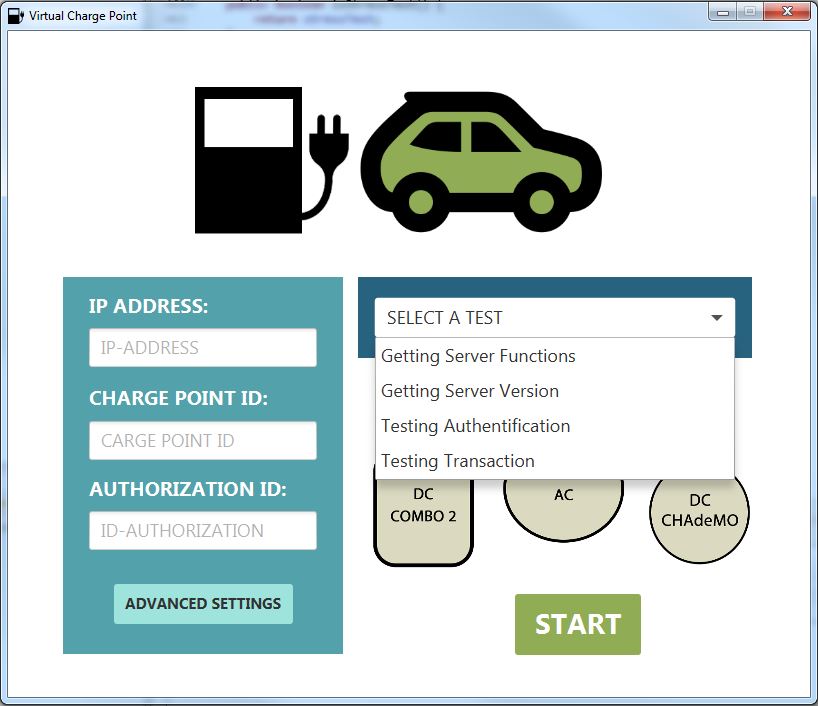 Virtual Charge Point
IP ADDRESS:
IP-ADDRESS
CHARGE POINT ID:
CARGE POINT ID
AUTHORIZATION ID:
ID-AUTHORIZATION
ADVANCED SETTINGS
SELECT A TEST
Getting Server Functions
Getting Server Version
Testing Authentification
Testing Transaction
DC
COMBO 2
AC
DC
CHAdeMO
START